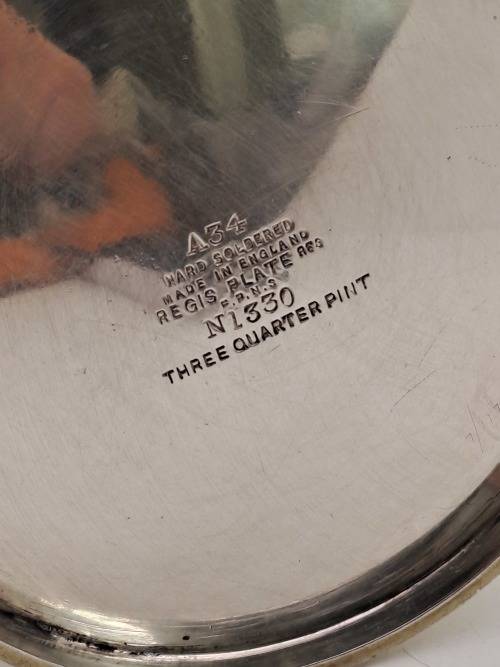 A34
HARD SOLDERED
MADE IN ENGLAND
REGIS PLATE REG
E.P.N.S.
N1330
THREE QUARTER PINT